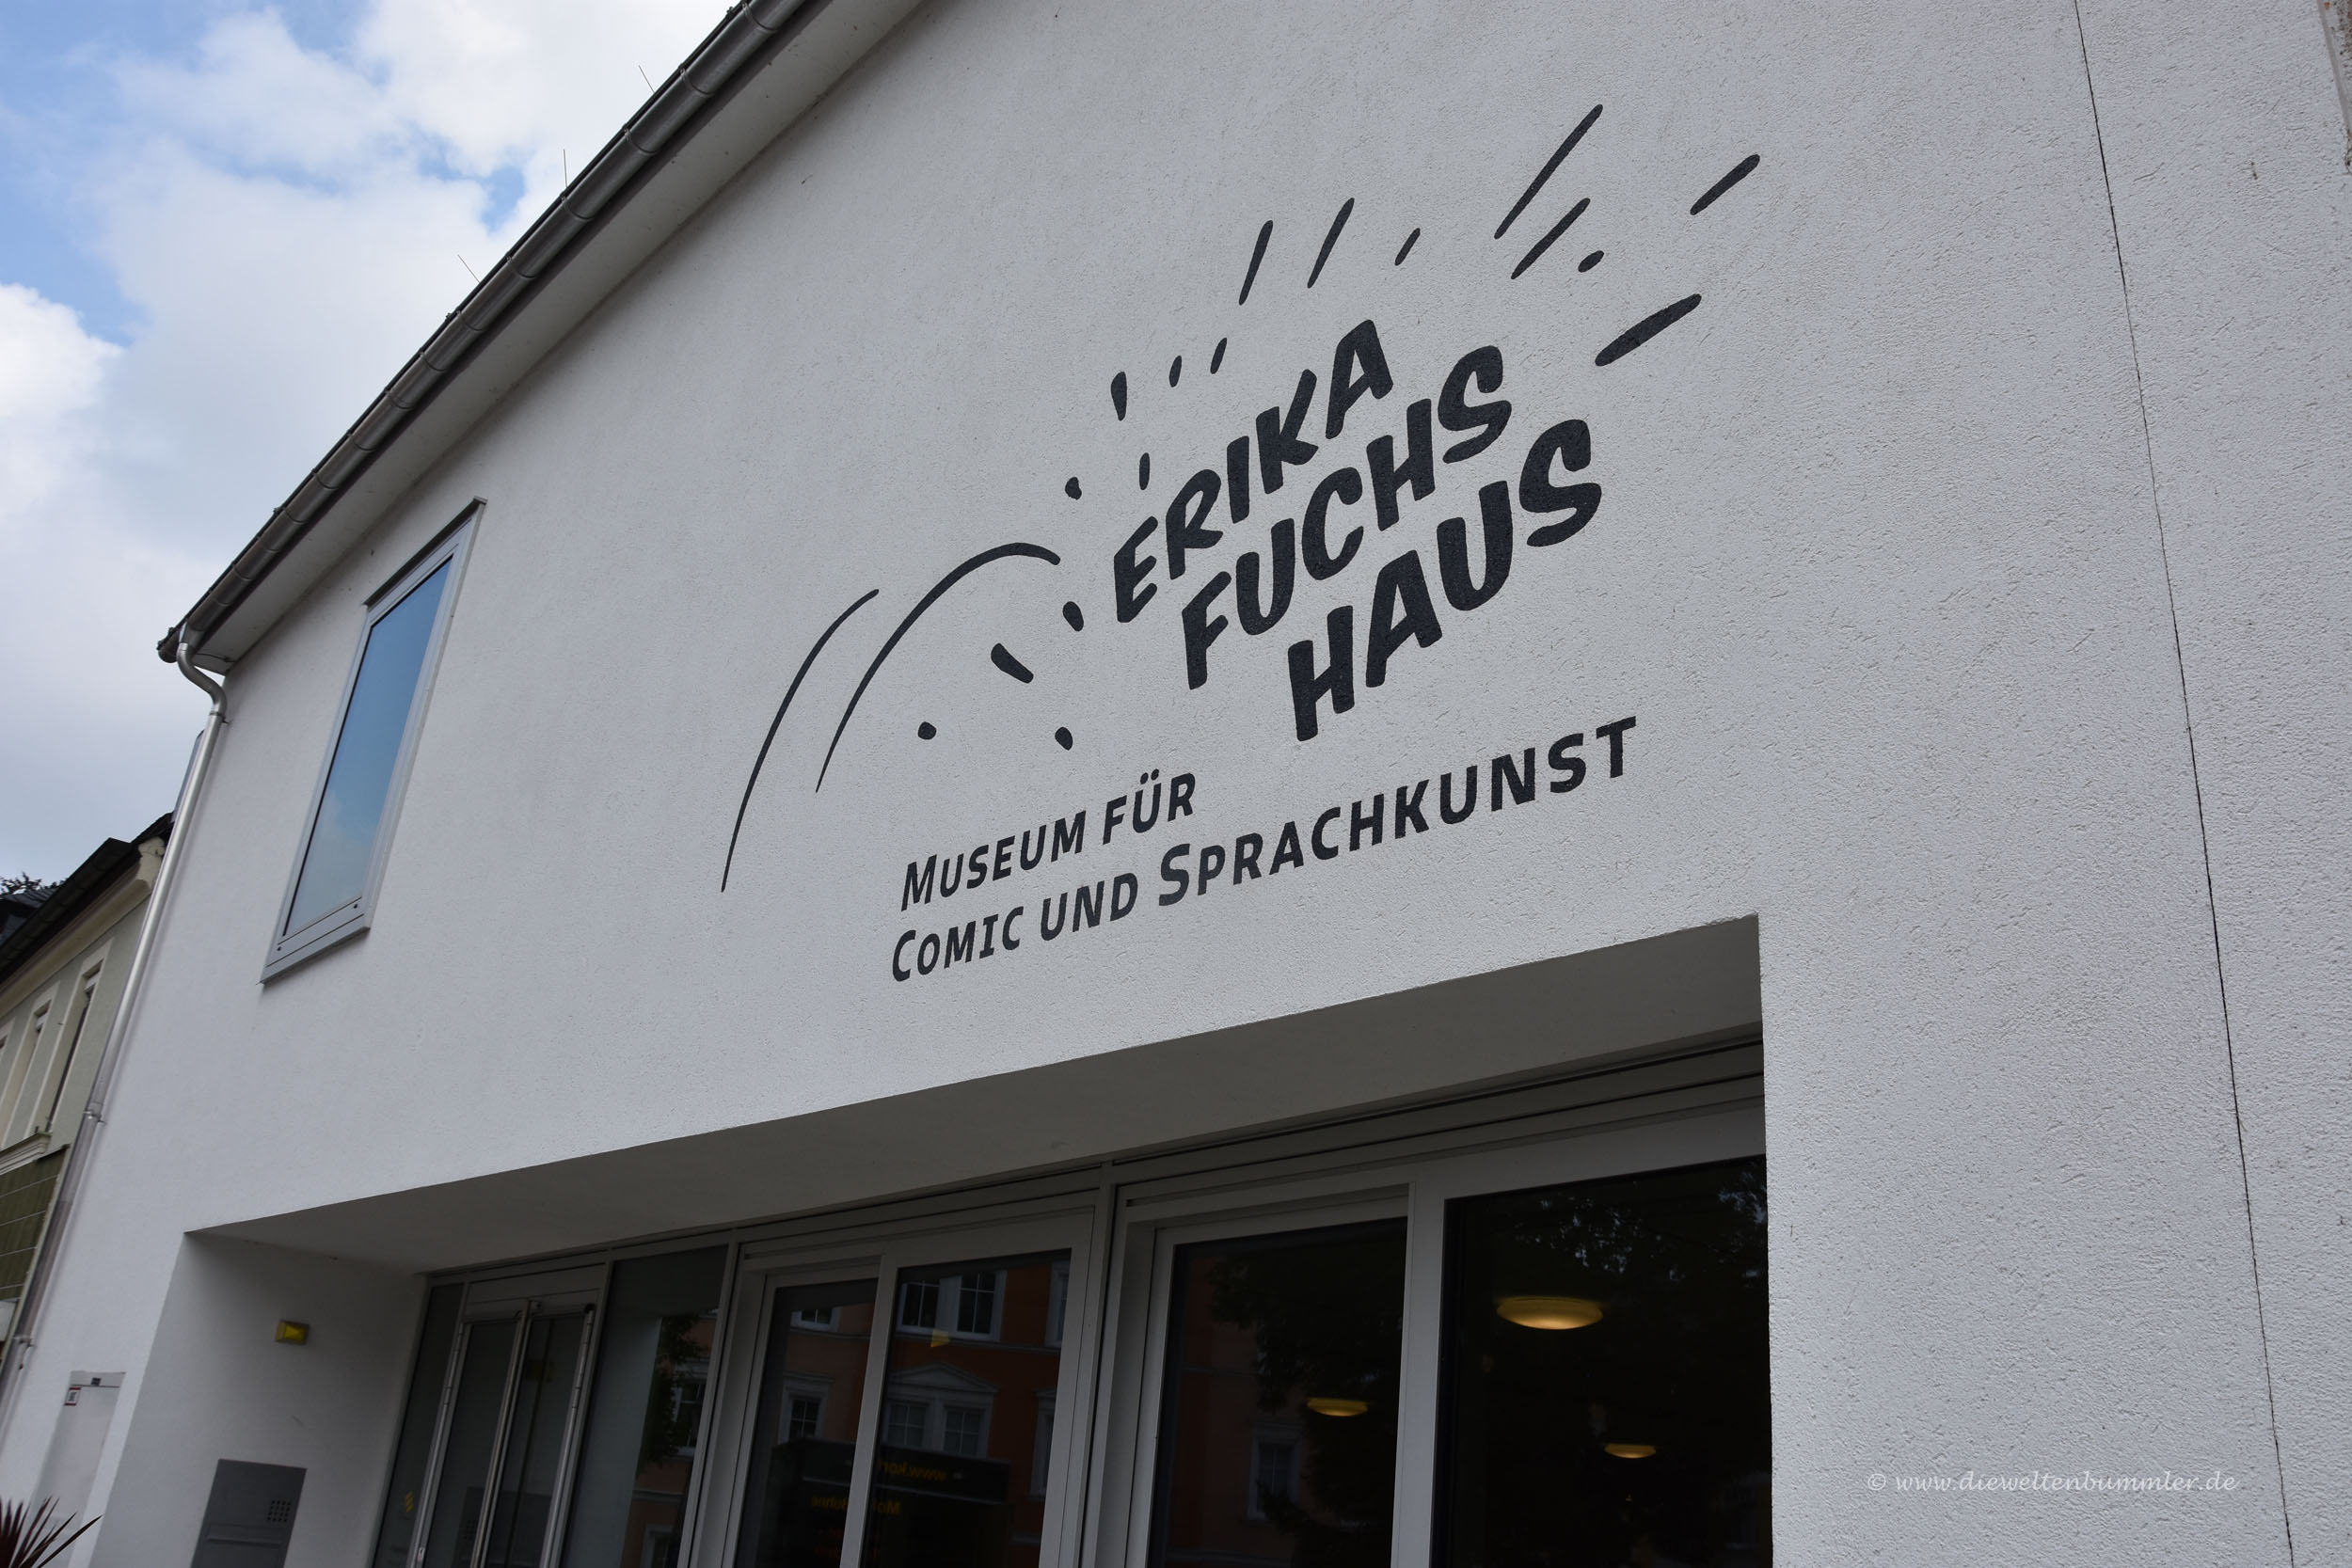 ERIKA
FUCHS
HAUS
MUSEUM FÜR
COMIC UND SPRACHKUNST
© www.dieweltenbummler.de